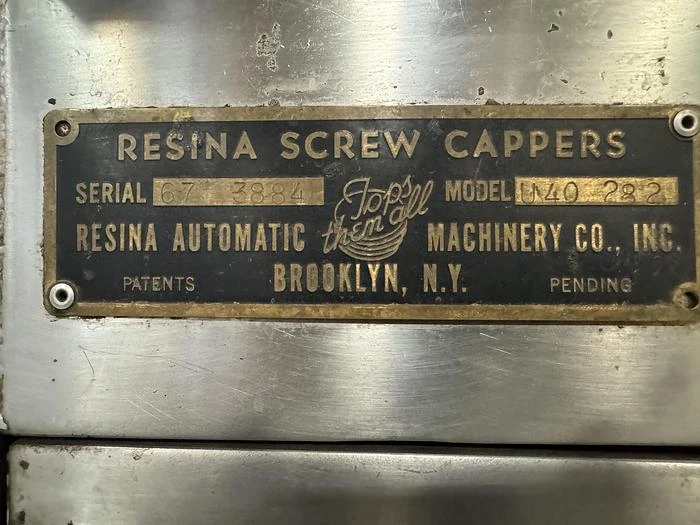 RESINA SCREW CAPPERS
SERIAL 67 3884 Tops them all MODEL U40 282
RESINA AUTOMATIC MACHINERY CO., INC.
BROOKLYN, N.Y.
PATENTS PENDING